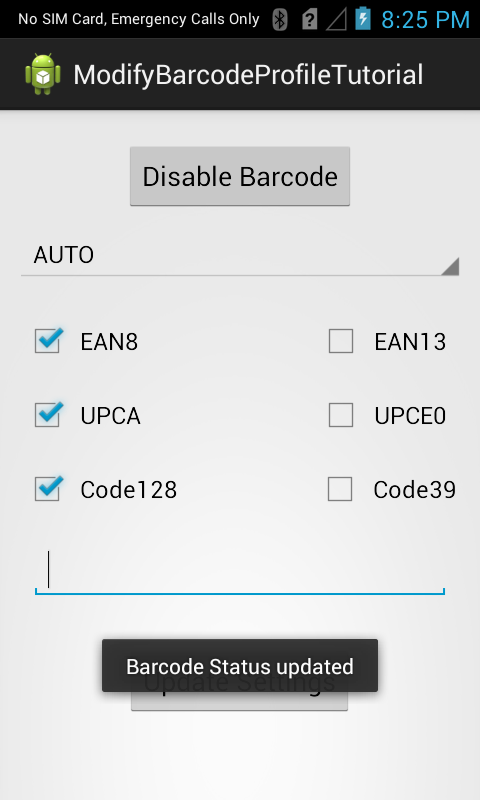 No SIM Card, Emergency Calls Only 8:25 PM
ModifyBarcodeProfileTutorial
Disable Barcode
AUTO
EAN8 EAN13
UPCA UPCE0
Code128 Code39
Barcode Status updated
Update Settings